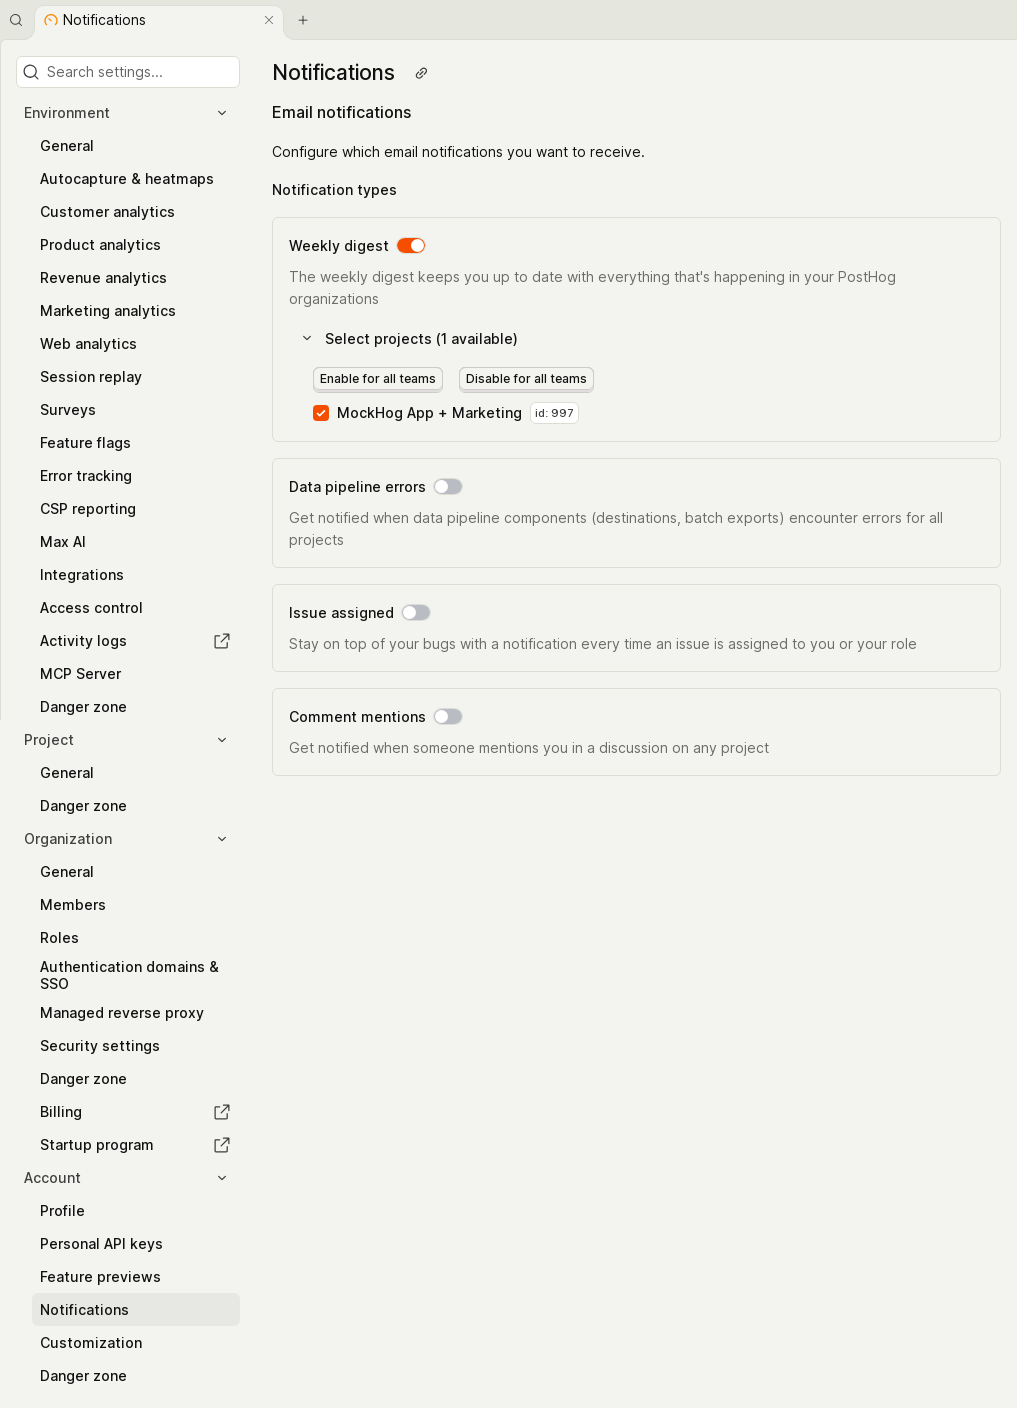 Notifications
Search settings...
Environment
General
Autocapture & heatmaps
Customer analytics
Product analytics
Revenue analytics
Marketing analytics
Web analytics
Session replay
Surveys
Feature flags
Error tracking
CSP reporting
Max AI
Integrations
Access control
Activity logs
MCP Server
Danger zone
Project
General
Danger zone
Organization
General
Members
Roles
Authentication domains &
SSO
Managed reverse proxy
Security settings
Danger zone
Billing
Startup program
Account
Profile
Personal API keys
Feature previews
Notifications
Customization
Danger zone
Notifications
Email notifications
Configure which email notifications you want to receive.
Notification types
Weekly digest
The weekly digest keeps you up to date with everything that's happening in your PostHog
organizations
Select projects (1 available)
Enable for all teams Disable for all teams
MockHog App + Marketing id: 997
Data pipeline errors
Get notified when data pipeline components (destinations, batch exports) encounter errors for all
projects
Issue assigned
Stay on top of your bugs with a notification every time an issue is assigned to you or your role
Comment mentions
Get notified when someone mentions you in a discussion on any project